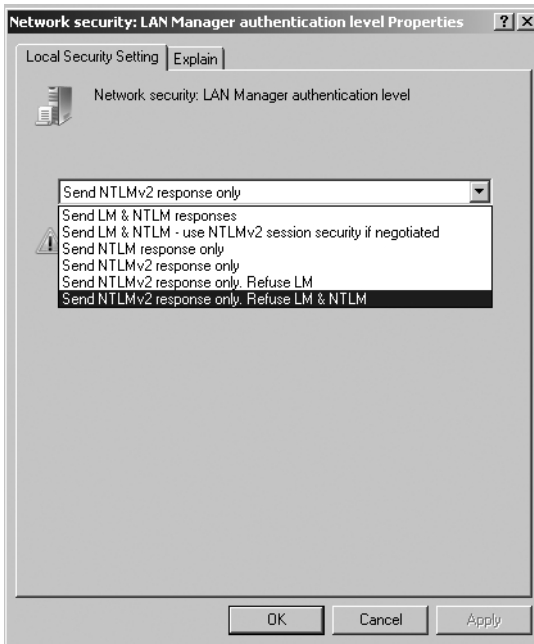 Network security: LAN Manager authentication level Properties ? X
Local Security Setting Explain
Network security: LAN Manager authentication level
Send NTLMv2 response only
Send LM & NTLM responses
Send LM & NTLM - use NTLMv2 session security if negotiated
Send NTLM response only
Send NTLMv2 response only
Send NTLMv2 response only. Refuse LM
Send NTLMv2 response only. Refuse LM & NTLM
OK Cancel Apply